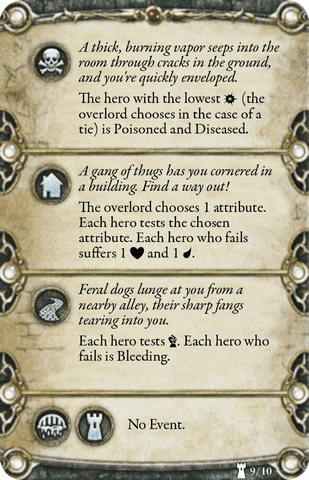 A thick, burning vapor seeps into the
room through cracks in the ground,
and you're quickly enveloped.
The hero with the lowest (the
overlord chooses in the case of a
tie) is Poisoned and Diseased.
A gang of thugs has you cornered in
a building. Find a way out!
The overlord chooses 1 attribute.
Each hero tests the chosen
attribute. Each hero who fails
suffers 1 and 1 .
Feral dogs lunge at you from a
nearby alley, their sharp fangs
tearing into you.
Each hero tests . Each hero who
fails is Bleeding.
No Event.
9/10